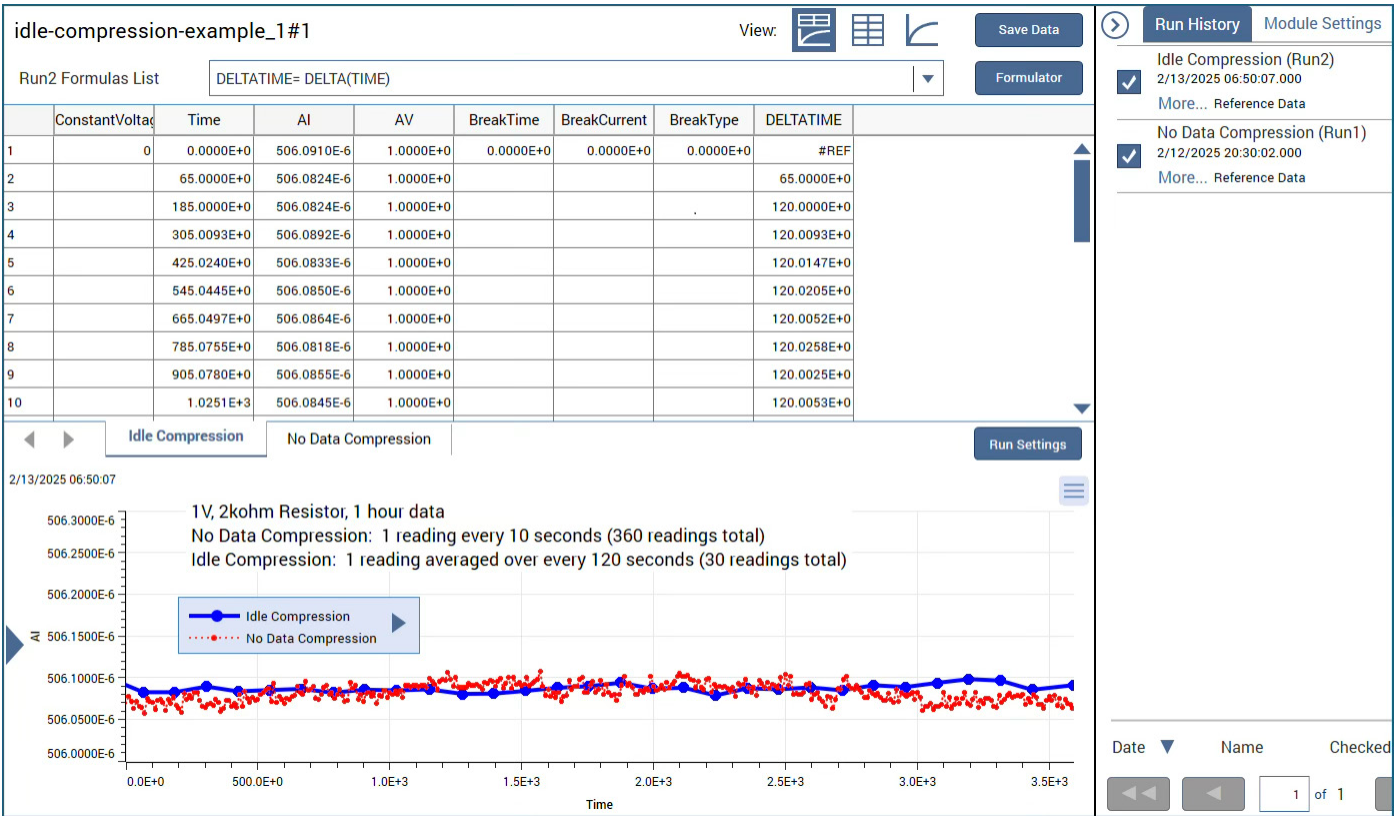 idle-compression-example_1#1
View:
Save Data
Run2 Formulas List
DELTATIME= DELTA(TIME)
Formulator
ConstantVoltag Time AI AV BreakTime BreakCurrent BreakType DELTATIME
1 0 0.0000E+0 506.0910E-6 1.0000E+0 0.0000E+0 0.0000E+0 0.0000E+0 #REF
2 65.0000E+0 506.0824E-6 1.0000E+0 65.0000E+0
3 185.0000E+0 506.0824E-6 1.0000E+0 120.0000E+0
4 305.0093E+0 506.0892E-6 1.0000E+0 120.0093E+0
5 425.0240E+0 506.0833E-6 1.0000E+0 120.0147E+0
6 545.0445E+0 506.0850E-6 1.0000E+0 120.0205E+0
7 665.0497E+0 506.0864E-6 1.0000E+0 120.0052E+0
8 785.0755E+0 506.0818E-6 1.0000E+0 120.0258E+0
9 905.0780E+0 506.0855E-6 1.0000E+0 120.0025E+0
10 1.0251E+3 506.0845E-6 1.0000E+0 120.0053E+0
Idle Compression
No Data Compression
Run Settings
2/13/2025 06:50:07
1V, 2kohm Resistor, 1 hour data
No Data Compression: 1 reading every 10 seconds (360 readings total)
Idle Compression: 1 reading averaged over every 120 seconds (30 readings total)
Idle Compression
No Data Compression
506.3000E-6
506.2500E-6
506.2000E-6
506.1500E-6
506.1000E-6
506.0500E-6
506.0000E-6
AI
0.0E+0 500.0E+0 1.0E+3 1.5E+3 2.0E+3 2.5E+3 3.0E+3 3.5E+3
Time
Run History
Module Settings
Idle Compression (Run2)
2/13/2025 06:50:07.000
More... Reference Data
No Data Compression (Run1)
2/12/2025 20:30:02.000
More... Reference Data
Date Name Checked
1 of 1